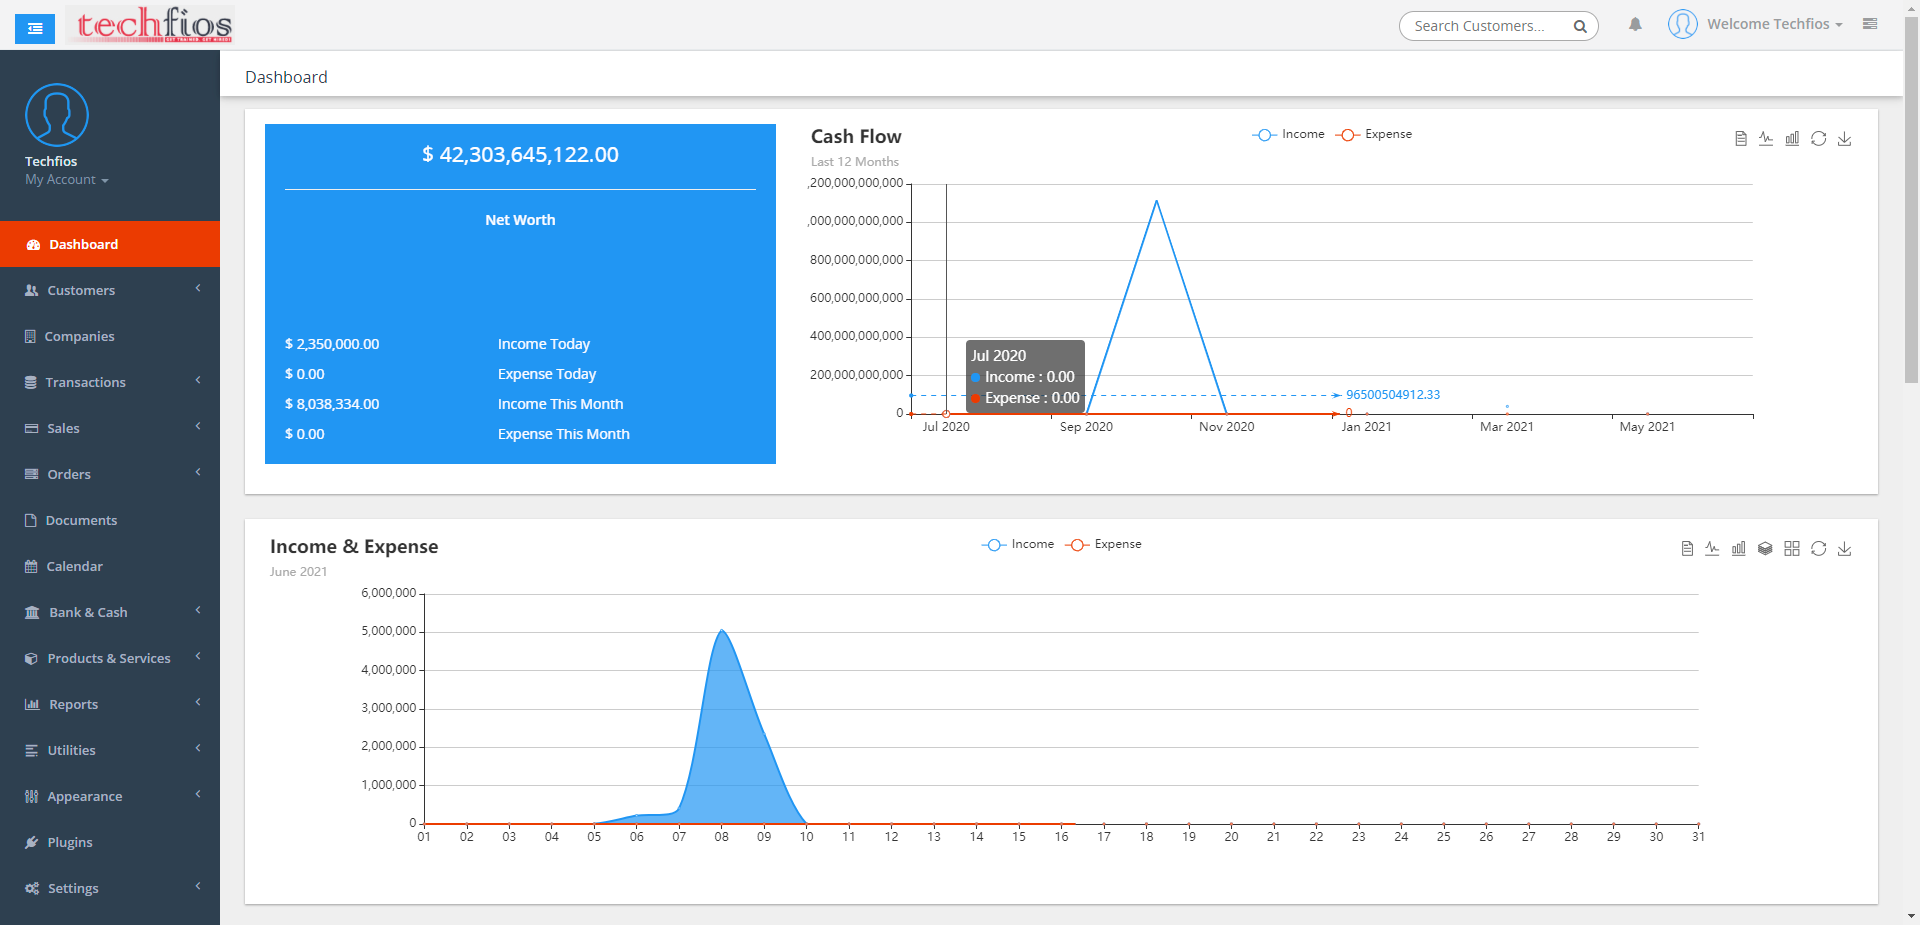 techfios
GET TRAINED. GET HIRED!
Search Customers...
Welcome Techfios
Techfios
My Account
Dashboard
Customers
Companies
Transactions
Sales
Orders
Documents
Calendar
Bank & Cash
Products & Services
Reports
Utilities
Appearance
Plugins
Settings
Dashboard
$ 42,303,645,122.00
Net Worth
$ 2,350,000.00 Income Today
$ 0.00 Expense Today
$ 8,038,334.00 Income This Month
$ 0.00 Expense This Month
Cash Flow
Last 12 Months
Income Expense
,200,000,000,000
,000,000,000,000
800,000,000,000
600,000,000,000
400,000,000,000
200,000,000,000
0
Jul 2020
Income : 0.00
Expense : 0.00
96500504912.33
0
Jul 2020 Sep 2020 Nov 2020 Jan 2021 Mar 2021 May 2021
Income & Expense
June 2021
Income Expense
6,000,000
5,000,000
4,000,000
3,000,000
2,000,000
1,000,000
0
01 02 03 04 05 06 07 08 09 10 11 12 13 14 15 16 17 18 19 20 21 22 23 24 25 26 27 28 29 30 31